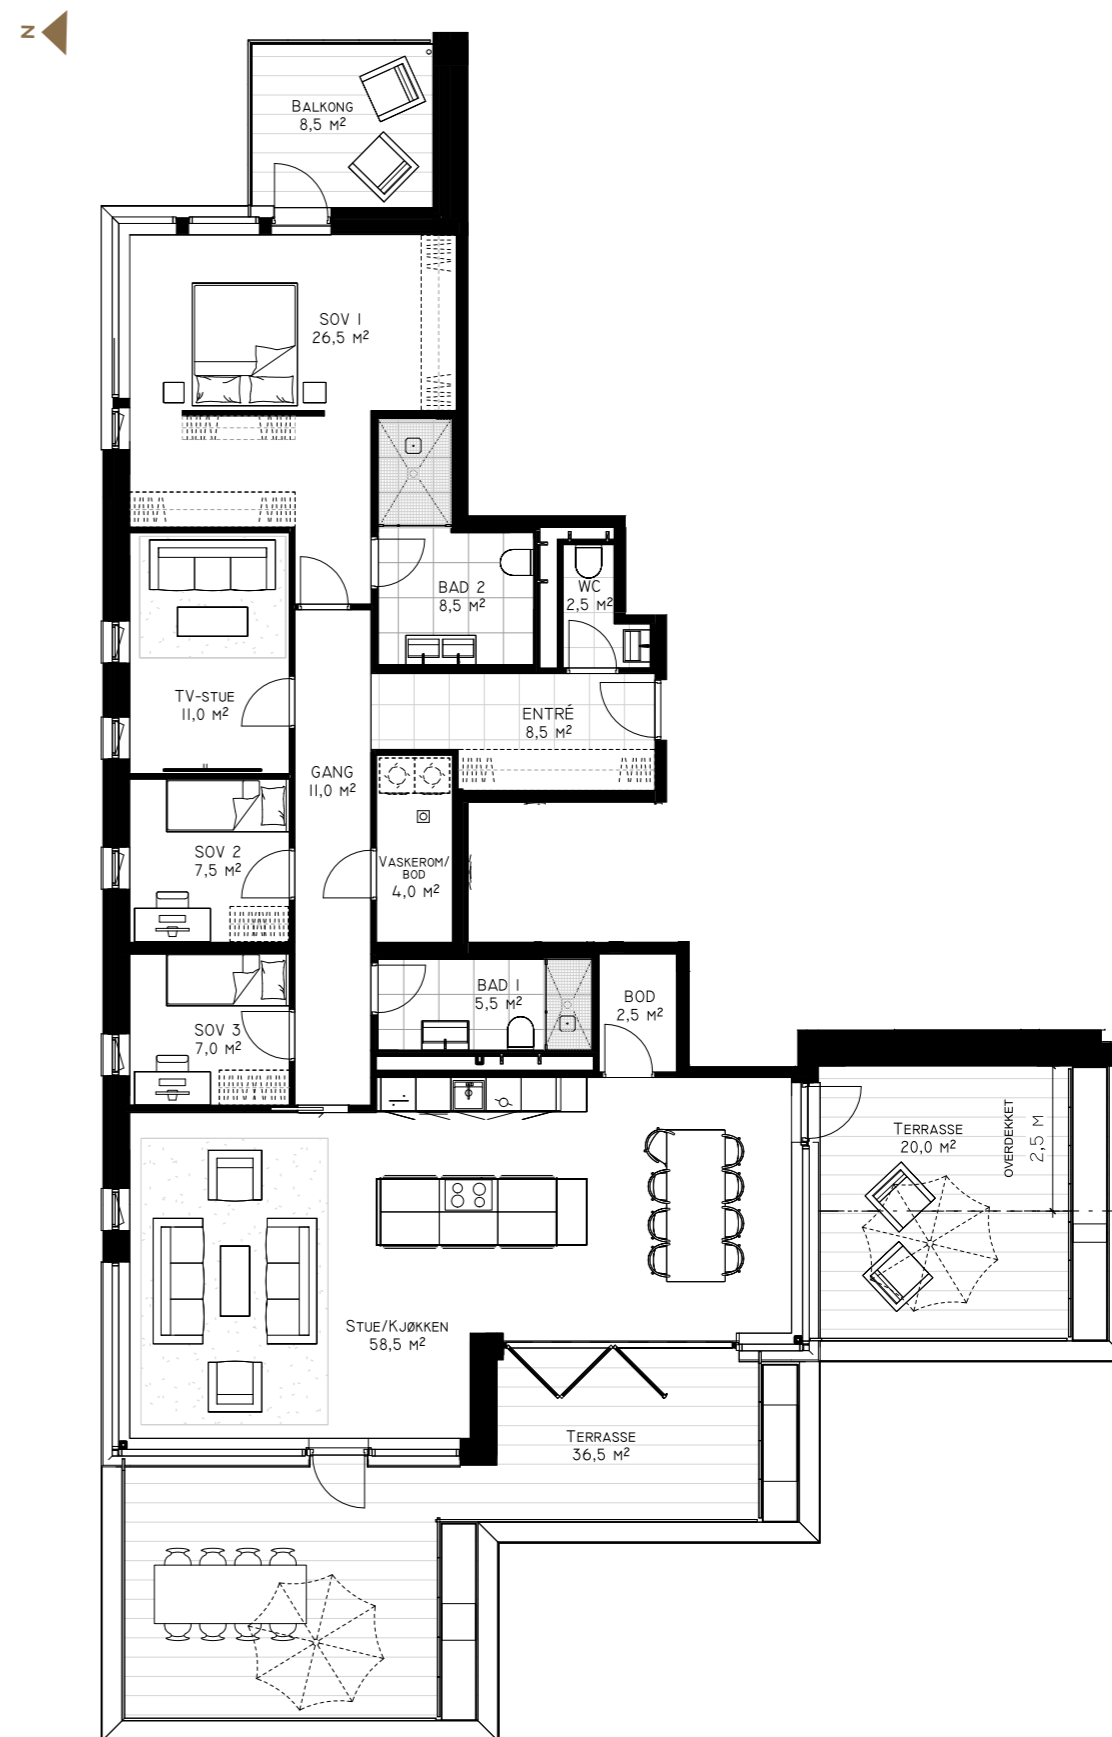 N
BALKONG
8,5 M²
SOV 1
26,5 M²
BAD 2
8,5 M²
WC
2,5 M²
TV-STUE
11,0 M²
ENTRÉ
8,5 M²
GANG
11,0 M²
SOV 2
7,5 M²
VASKEROM/
BOD
4,0 M²
BAD 1
5,5 M²
BOD
2,5 M²
SOV 3
7,0 M²
TERRASSE
20,0 M²
OVERDEKKET
2,5 M
STUE/KJØKKEN
58,5 M²
TERRASSE
36,5 M²